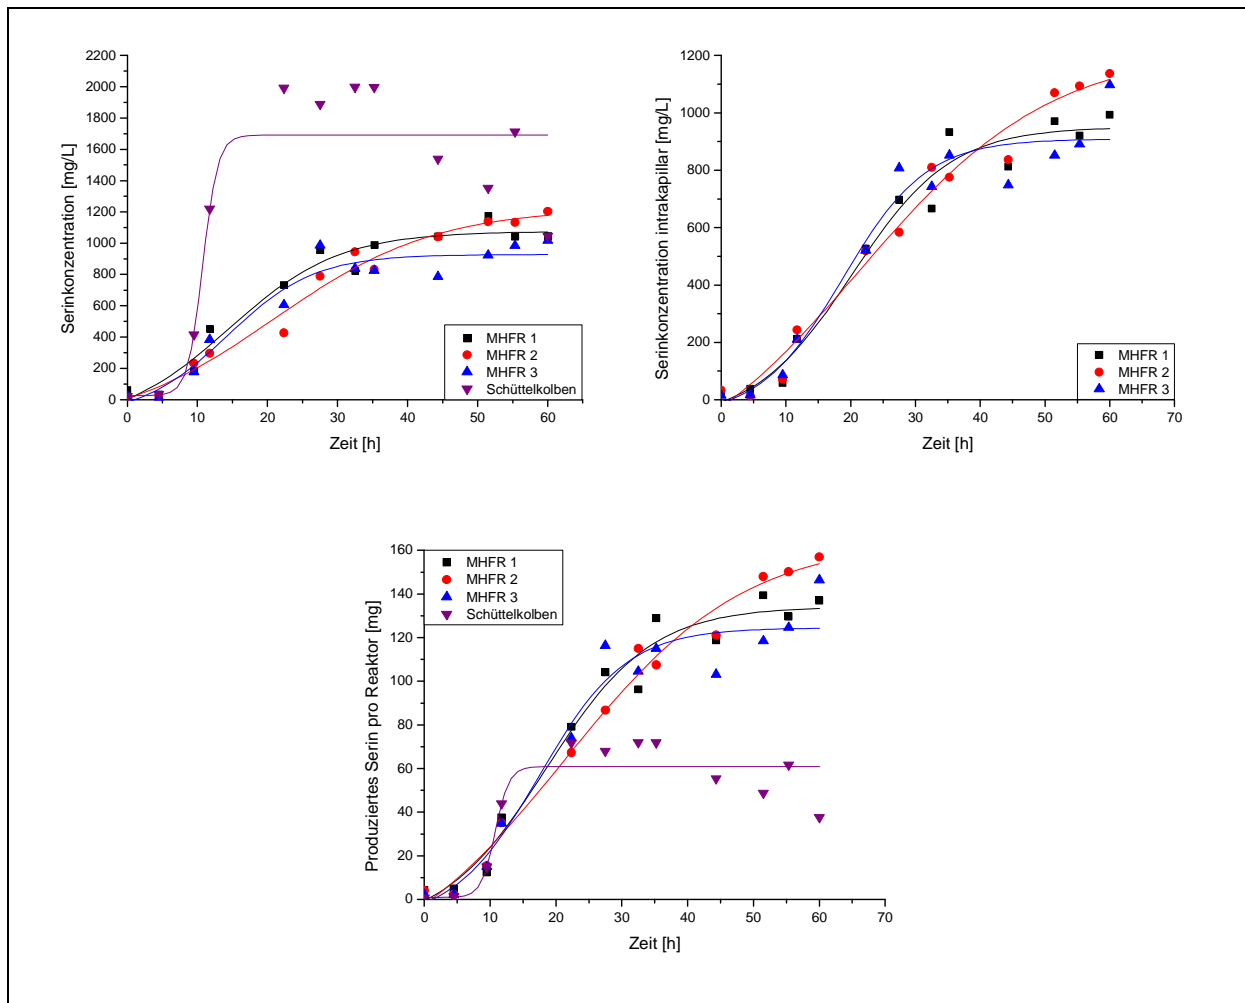 2200
2000
1800
1600
1400
1200
1000
800
600
400
200
0
Serinkonzentration [mg/L]
MHFR 1
MHFR 2
MHFR 3
Schüttelkolben
0 10 20 30 40 50 60
Zeit [h]
1200
1000
800
600
400
200
0
Serinkonzentration intrakapillar [mg/L]
MHFR 1
MHFR 2
MHFR 3
0 10 20 30 40 50 60 70
Zeit [h]
160
140
120
100
80
60
40
20
0
Produziertes Serin pro Reaktor [mg]
MHFR 1
MHFR 2
MHFR 3
Schüttelkolben
0 10 20 30 40 50 60 70
Zeit [h]